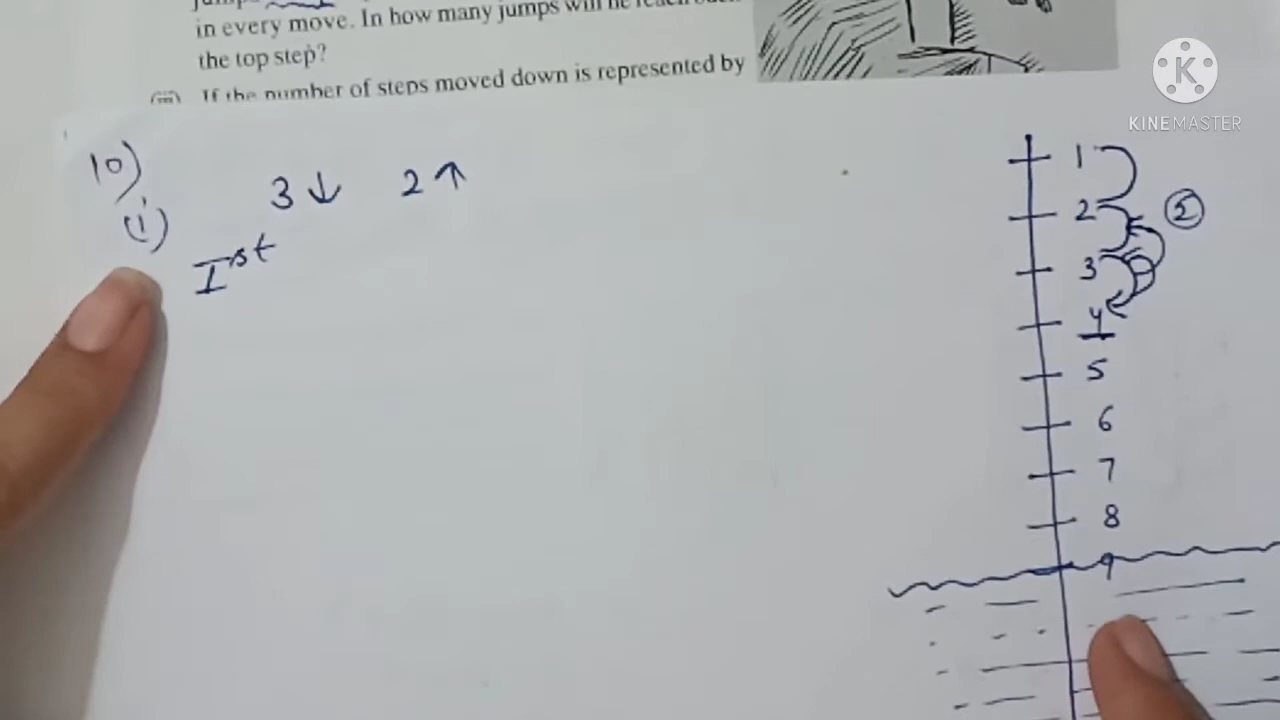 in every move. In how many jumps will he reach
the top step?
(iii) If the number of steps moved down is represented by
KINEMASTER
10)
(i)
3 ↓ 2 ↑
Ist
1
2
3
4
5
6
7
8
9